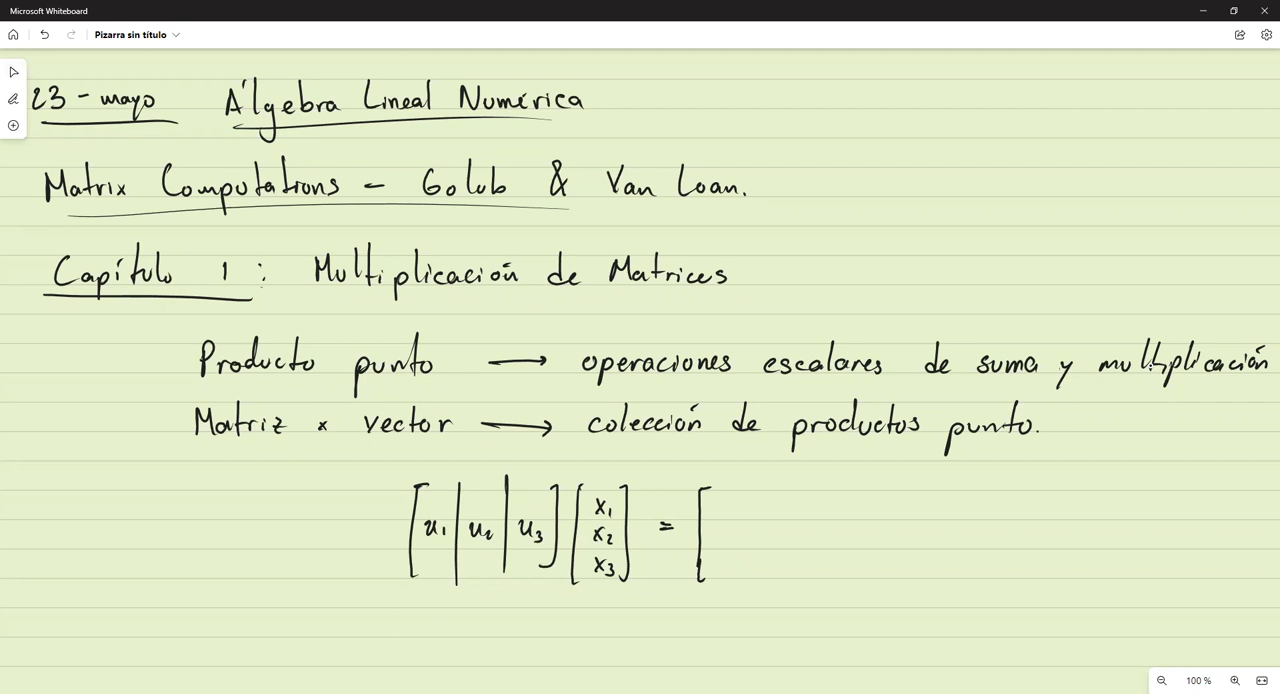 Microsoft Whiteboard
Pizarra sin título
23 - mayo Álgebra Lineal Numérica
Matrix Computations - Golub & Van Loan.
Capítulo 1 : Multiplicación de Matrices
Producto punto → operaciones escalares de suma y multiplicación
Matriz × vector → colección de productos punto.
[ u₁ | u₂ | u₃ ] [ x₁ x₂ x₃ ] = [
100 %